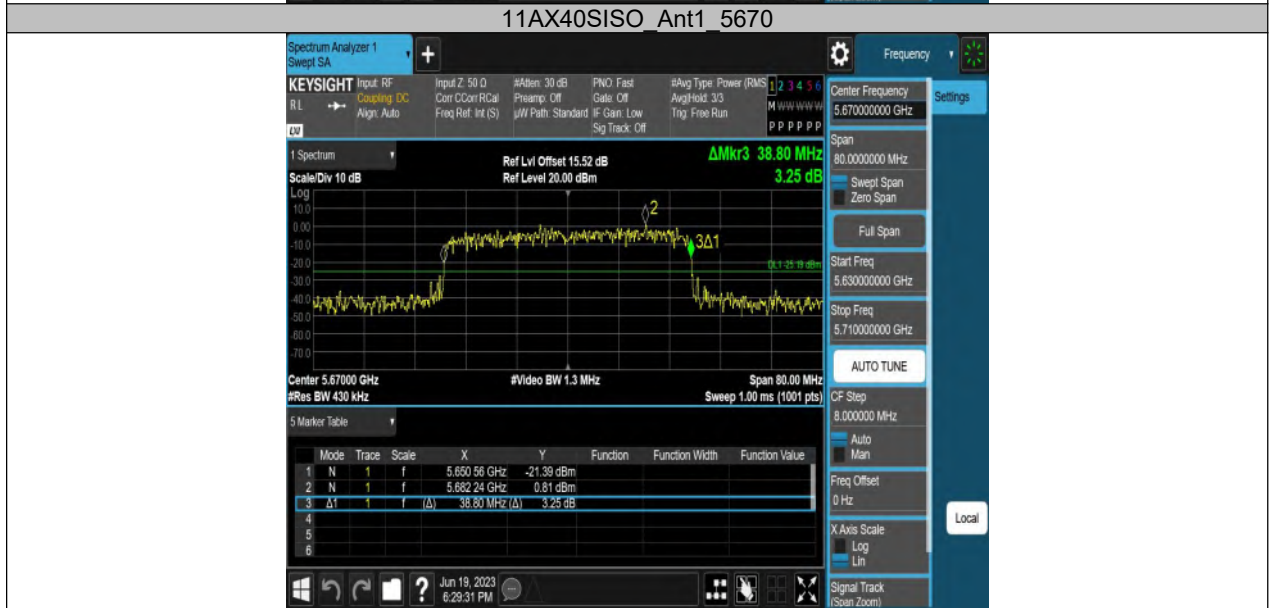 11AX40SISO_Ant1_5670
Spectrum Analyzer 1
Swept SA
+
Frequency
KEYSIGHT
RL
LXI
Input: RF
Coupling: DC
Align: Auto
Input Z: 50 Ω
Corr CCorr RCal
Freq Ref: Int (S)
#Atten: 30 dB
Preamp: Off
µW Path: Standard
PNO: Fast
Gate: Off
IF Gain: Low
Sig Track: Off
#Avg Type: Power (RMS
Avg|Hold: 3/3
Trig: Free Run
1 2 3 4 5 6
M W W W W W
P P P P P P
1 Spectrum
Scale/Div 10 dB
Ref Lvl Offset 15.52 dB
Ref Level 20.00 dBm
ΔMkr3 38.80 MHz
3.25 dB
Log
10.0
0.00
-10.0
-20.0
-30.0
-40.0
-50.0
-60.0
-70.0
2
3Δ1
DL1 -25.19 dBm
Center 5.67000 GHz
#Video BW 1.3 MHz
Span 80.00 MHz
#Res BW 430 kHz
Sweep 1.00 ms (1001 pts)
5 Marker Table
Mode Trace Scale X Y Function Function Width Function Value
1 N 1 f 5.650 56 GHz -21.39 dBm
2 N 1 f 5.682 24 GHz 0.81 dBm
3 Δ1 1 f (Δ) 38.80 MHz (Δ) 3.25 dB
4
5
6
?
Jun 19, 2023
6:29:31 PM
Center Frequency
5.670000000 GHz
Settings
Span
80.0000000 MHz
Swept Span
Zero Span
Full Span
Start Freq
5.630000000 GHz
Stop Freq
5.710000000 GHz
AUTO TUNE
CF Step
8.000000 MHz
Auto
Man
Freq Offset
0 Hz
Local
X Axis Scale
Log
Lin
Signal Track
(Span Zoom)